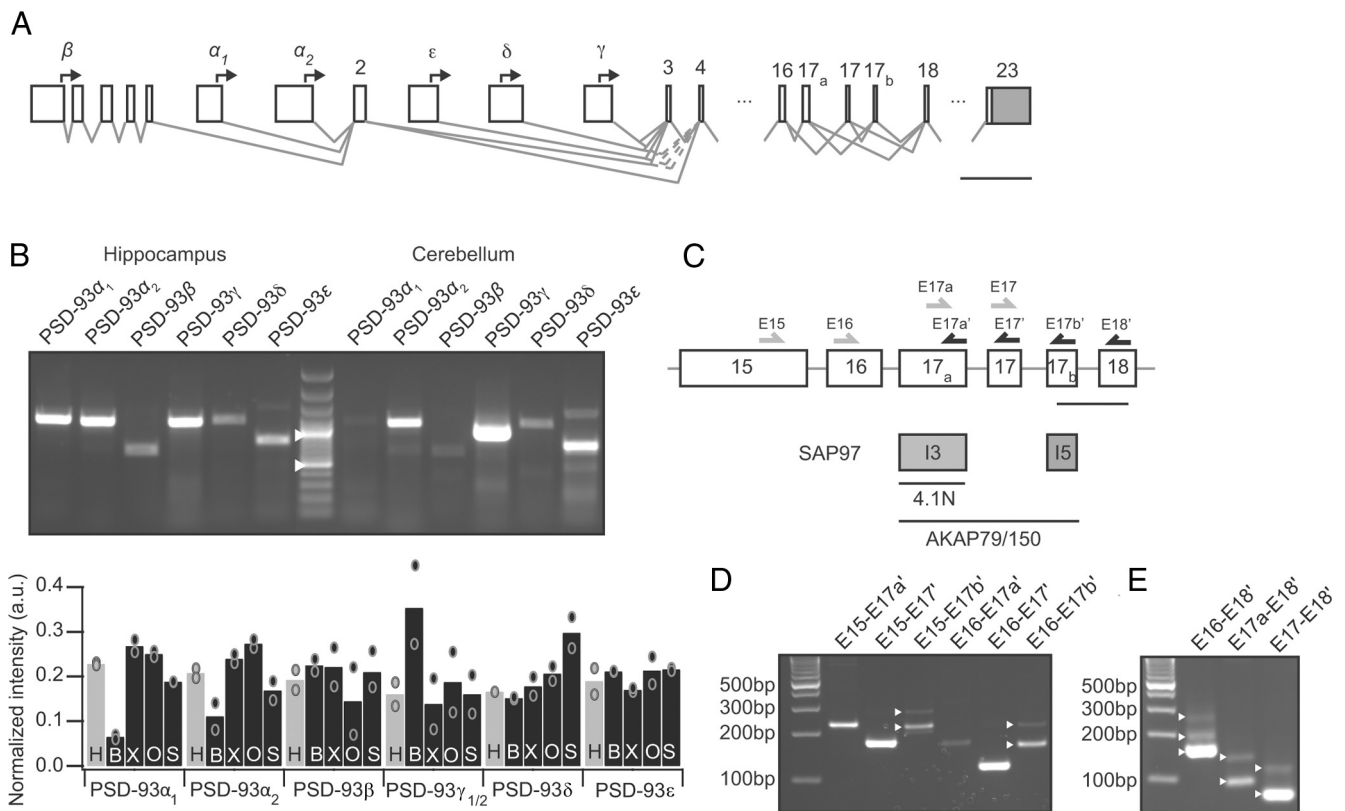 A
β α1 α2 2 ε δ γ 3 4 ... 16 17a 17 17b 18 ... 23
B
Hippocampus Cerebellum
PSD-93α1 PSD-93α2 PSD-93β PSD-93γ PSD-93δ PSD-93ε PSD-93α1 PSD-93α2 PSD-93β PSD-93γ PSD-93δ PSD-93ε
Normalized intensity (a.u.)
0.4
0.3
0.2
0.1
0.0
H B X O S H B X O S H B X O S H B X O S H B X O S H B X O S
PSD-93α1 PSD-93α2 PSD-93β PSD-93γ1/2 PSD-93δ PSD-93ε
C
E17a E17
E15 E16 E17a' E17' E17b' E18'
15 16 17a 17 17b 18
SAP97 I3 I5
4.1N
AKAP79/150
D
E15-E17a' E15-E17' E15-E17b' E16-E17a' E16-E17' E16-E17b'
500bp
300bp
200bp
100bp
E
E16-E18' E17a-E18' E17-E18'
500bp
300bp
200bp
100bp